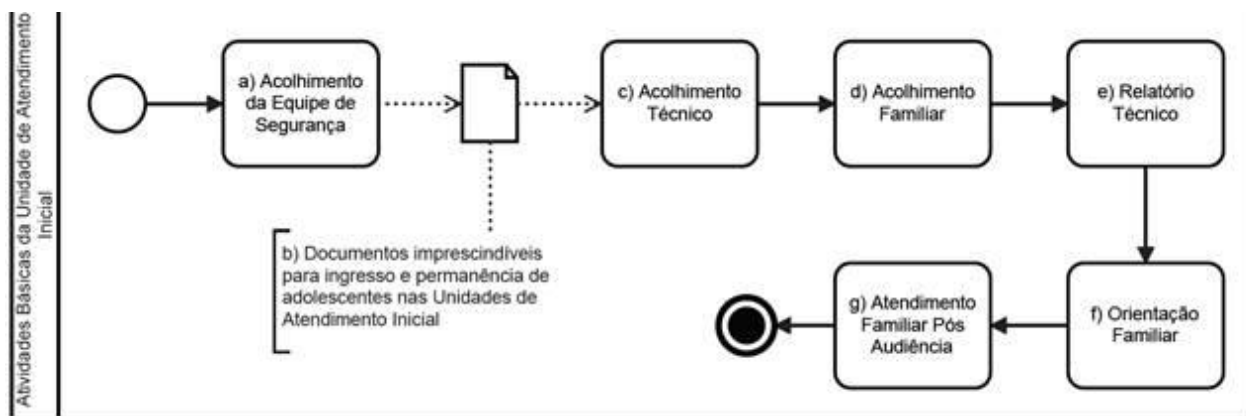 Atividades Básicas da Unidade de Atendimento
Inicial
a) Acolhimento
da Equipe de
Segurança
b) Documentos imprescindíveis
para ingresso e permanência de
adolescentes nas Unidades de
Atendimento Inicial
c) Acolhimento
Técnico
d) Acolhimento
Familiar
e) Relatório
Técnico
f) Orientação
Familiar
g) Atendimento
Familiar Pós
Audiência